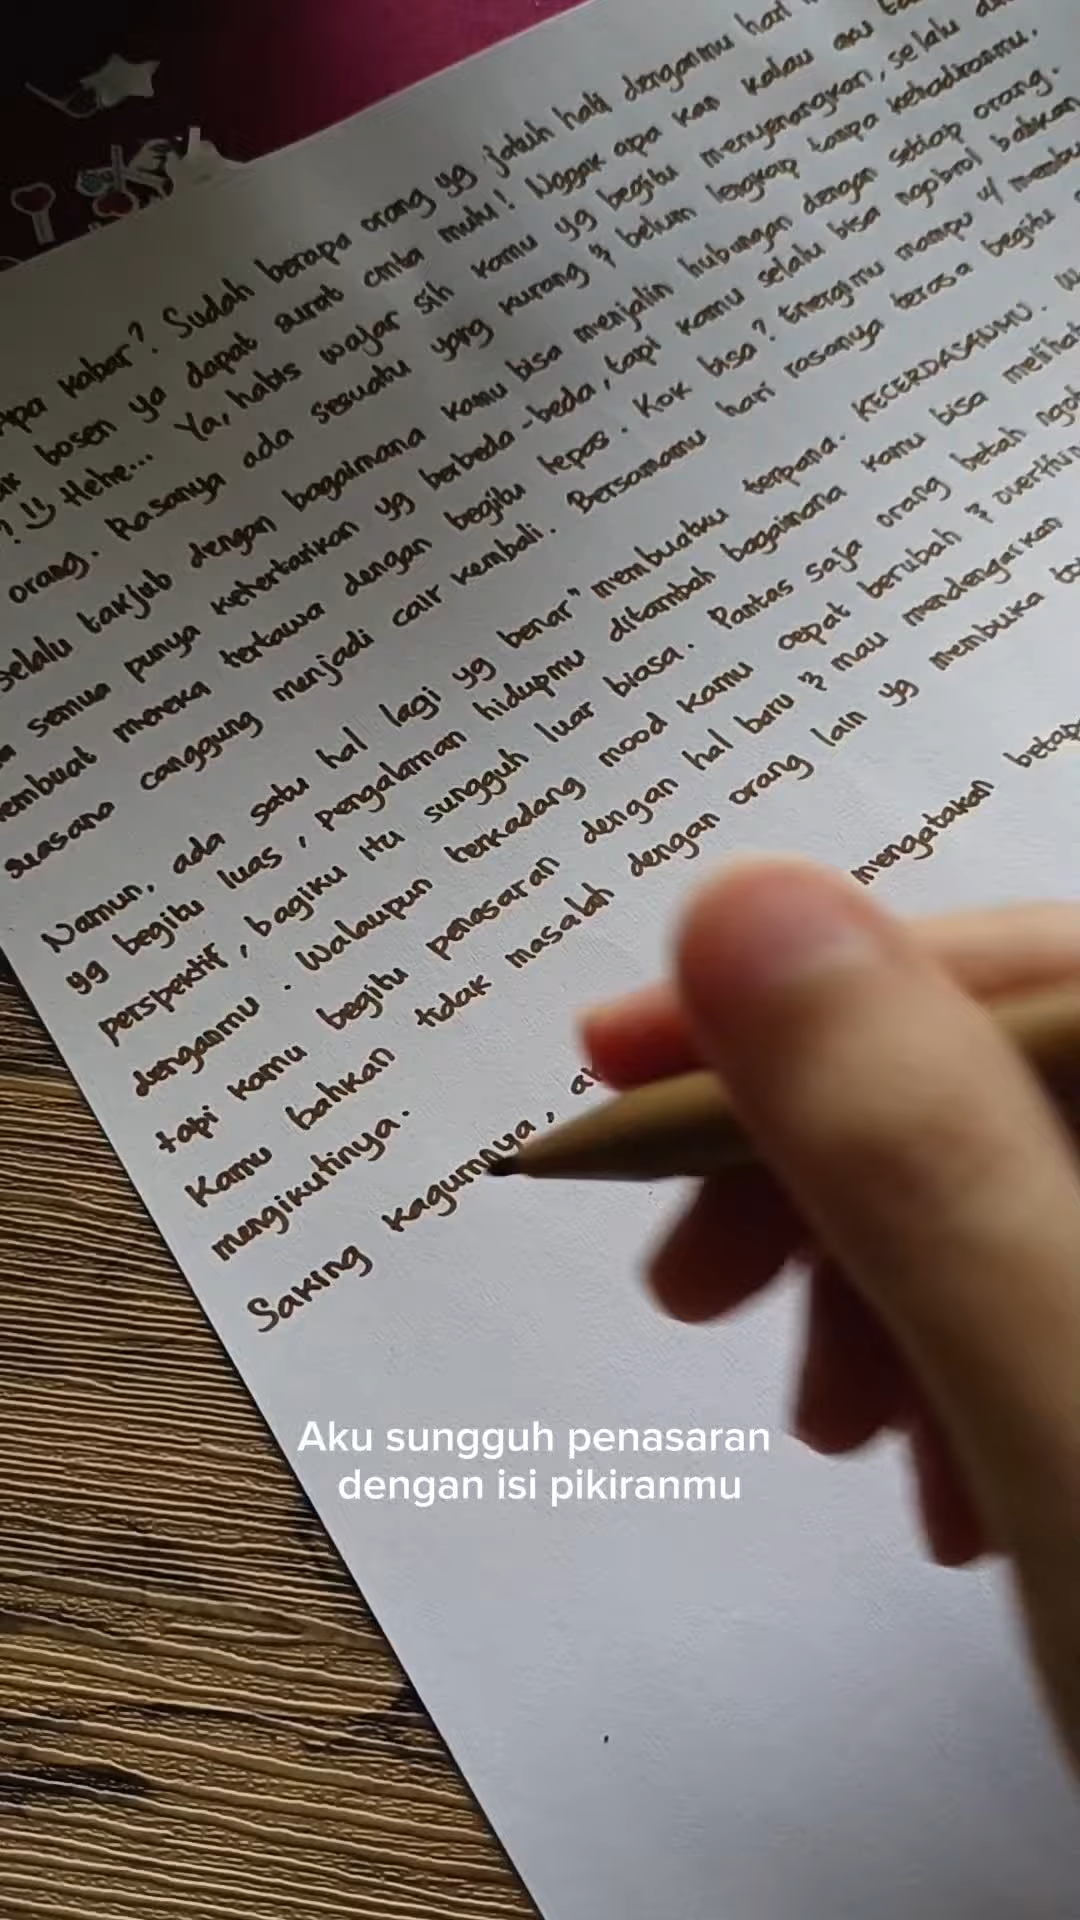 Apa kabar? Sudah berapa orang yg jatuh hati denganmu hari
bosen ya dapat surat cinta mulu! Nggak apa kan kalau aku
? Hehe... Ya, habis wajar sih kamu yg begitu menyenangkan, selalu
orang. Rasanya ada sesuatu yang kurang & belum lengkap tanpa kehadiranmu.
selalu takjub dengan bagaimana kamu bisa menjalin hubungan dengan setiap orang.
semua punya ketertarikan yg berbeda-beda, tapi kamu selalu bisa ngobrol bahkan
membuat mereka tertawa dengan begitu lepas. Kok bisa? Energimu mampu u/
suasana canggung menjadi cair kembali. Bersamamu hari rasanya terasa begitu
Namun, ada satu hal lagi yg benar" membuatku terpana. KECERDASANMU.
yg begitu luas, pengalaman hidupmu ditambah bagaimana kamu bisa melihat
perspektif, bagiku itu sungguh luar biasa. Pantas saja orang betah
denganmu. Walaupun terkadang mood kamu cepat berubah &
tapi kamu begitu penasaran dengan hal baru & mau mendengarkan
Kamu bahkan tidak masalah dengan orang lain yg membuka
mengikutinya.
Saking kagumnya, mengatakan
Aku sungguh penasaran
dengan isi pikiranmu